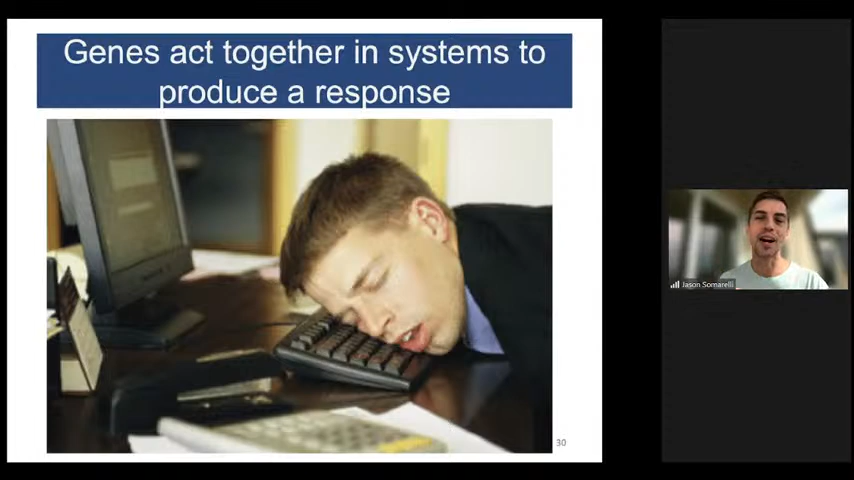 Genes act together in systems to
produce a response
30
Jason Somarelli